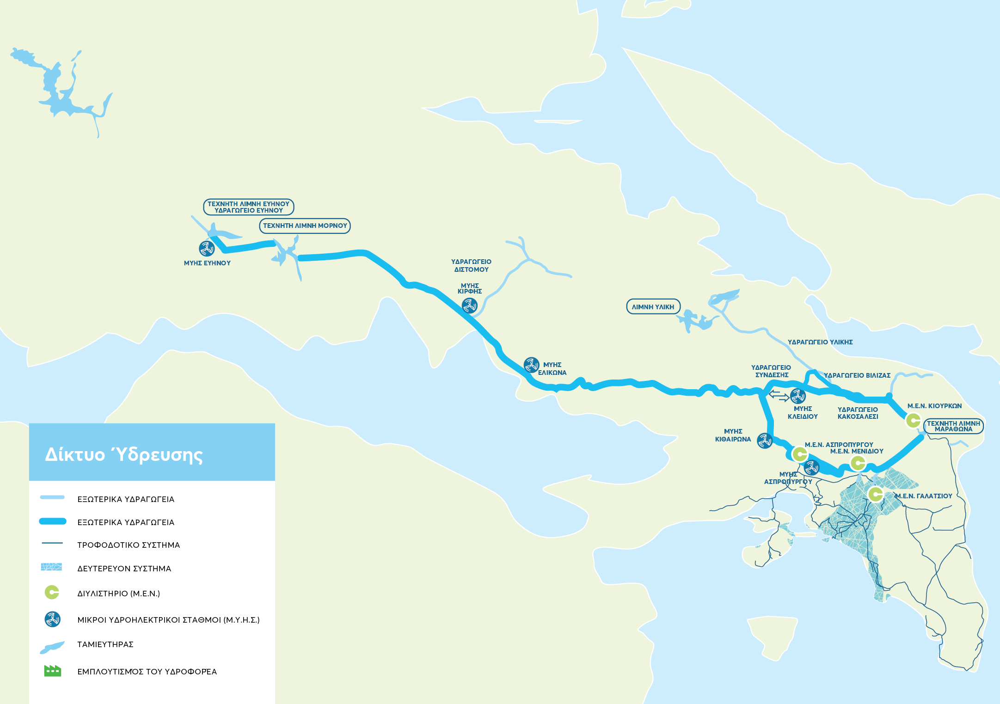 ΤΕΧΝΗΤΗ ΛΙΜΝΗ ΕΥΗΝΟΥ
ΥΔΡΑΓΩΓΕΙΟ ΕΥΗΝΟΥ
ΤΕΧΝΗΤΗ ΛΙΜΝΗ ΜΟΡΝΟΥ
ΜΥΗΣ ΕΥΗΝΟΥ
ΥΔΡΑΓΩΓΕΙΟ
ΔΙΣΤΟΜΟΥ
ΜΥΗΣ
ΚΙΡΦΗΣ
ΛΙΜΝΗ ΥΛΙΚΗ
ΥΔΡΑΓΩΓΕΙΟ ΥΛΙΚΗΣ
ΜΥΗΣ
ΕΛΙΚΩΝΑ
ΥΔΡΑΓΩΓΕΙΟ
ΣΥΝΔΕΣΗΣ
ΥΔΡΑΓΩΓΕΙΟ ΒΙΛΙΖΑΣ
ΜΥΗΣ
ΚΛΕΙΔΙΟΥ
ΥΔΡΑΓΩΓΕΙΟ
ΚΑΚΟΣΑΛΕΣΙ
Μ.Ε.Ν. ΚΙΟΥΡΚΩΝ
ΤΕΧΝΗΤΗ ΛΙΜΝΗ
ΜΑΡΑΘΩΝΑ
ΜΥΗΣ
ΚΙΘΑΙΡΩΝΑ
Μ.Ε.Ν. ΑΣΠΡΟΠΥΡΓΟΥ
Μ.Ε.Ν. ΜΕΝΙΔΙΟΥ
ΜΥΗΣ
ΑΣΠΡΟΠΥΡΓΟΥ
Μ.Ε.Ν. ΓΑΛΑΤΣΙΟΥ
Δίκτυο Ύδρευσης
ΕΞΩΤΕΡΙΚΑ ΥΔΡΑΓΩΓΕΙΑ
ΕΞΩΤΕΡΙΚΑ ΥΔΡΑΓΩΓΕΙΑ
ΤΡΟΦΟΔΟΤΙΚΟ ΣΥΣΤΗΜΑ
ΔΕΥΤΕΡΕΥΟΝ ΣΥΣΤΗΜΑ
ΔΙΥΛΙΣΤΗΡΙΟ (Μ.Ε.Ν.)
ΜΙΚΡΟΙ ΥΔΡΟΗΛΕΚΤΡΙΚΟΙ ΣΤΑΘΜΟΙ (Μ.Υ.Η.Σ.)
ΤΑΜΙΕΥΤΗΡΑΣ
ΕΜΠΛΟΥΤΙΣΜΌΣ ΤΟΥ ΥΔΡΟΦΟΡΈΑ